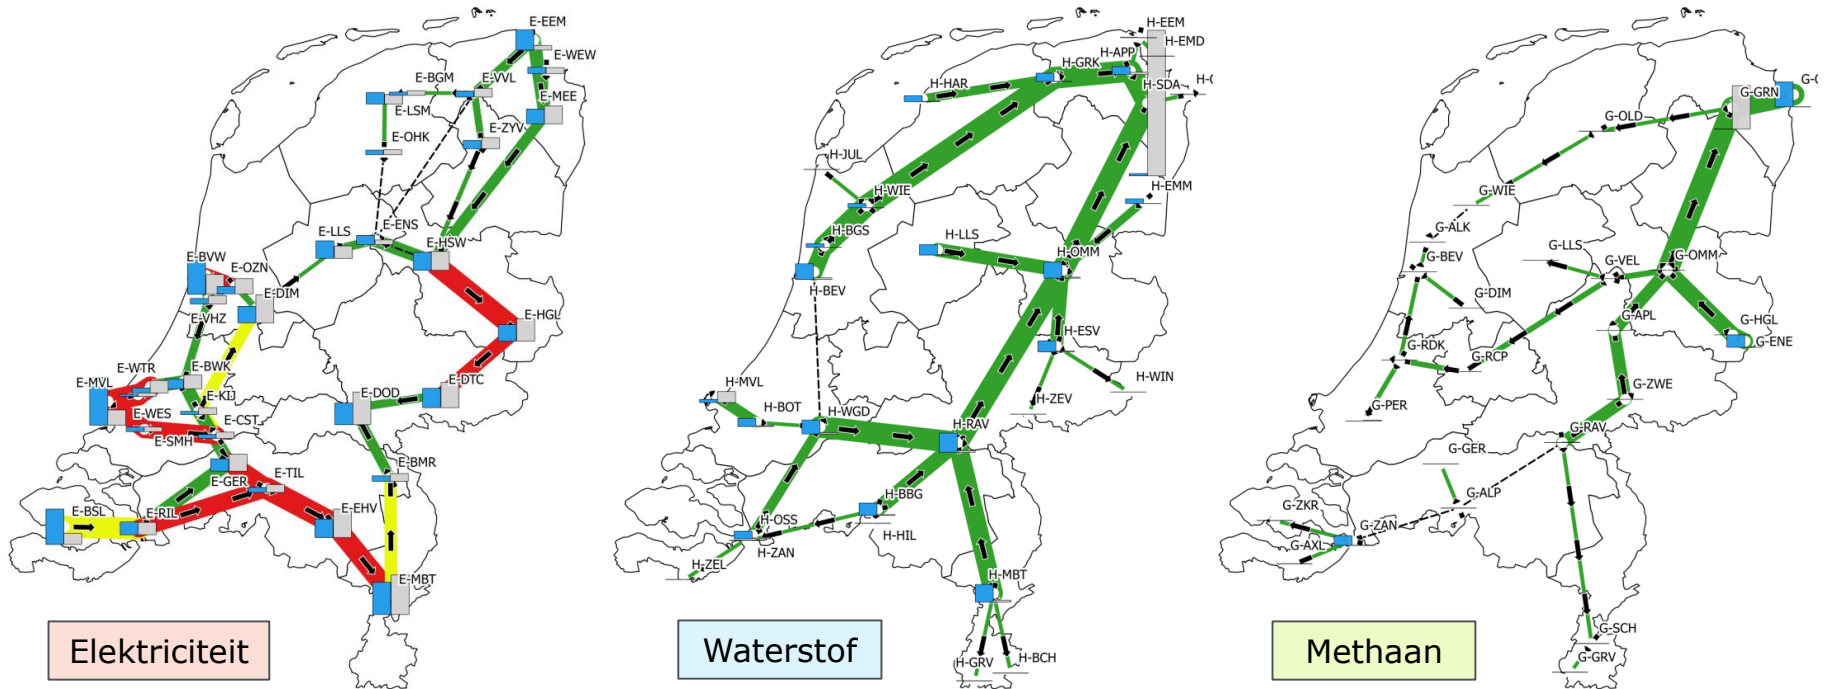 E-EEM
E-WEW
E-BGM
E-VVL
E-LSM
E-MEE
E-OHK
E-ZYV
E-ENS
E-LLS
E-HSW
E-BVW
E-OZN
E-DIM
E-VHZ
E-HGL
E-WTR
E-BWK
E-MVL
E-KIJ
E-DTC
E-DOD
E-WES
E-CST
E-SMH
E-GER
E-TIL
E-BMR
E-BSL
E-RIL
E-EHV
E-MBT
Elektriciteit
H-EEM
H-EMD
H-APP
H-GRK
H-HAR
H-SDA
H-JUL
H-EMM
H-WIE
H-BGS
H-LLS
H-OMM
H-BEV
H-ESV
H-WIN
H-MVL
H-ZEV
H-BOT
H-WGD
H-RAV
H-BBG
H-OSS
H-HIL
H-ZAN
H-ZEL
H-MBT
H-GRV
H-BCH
Waterstof
G-GRN
G-OLD
G-WIE
G-ALK
G-LLS
G-VEL
G-OMM
G-BEV
G-DIM
G-APL
G-HGL
G-ENE
G-RDK
G-RCP
G-ZWE
G-PER
G-RAV
G-GER
G-ALP
G-ZKR
G-ZAN
G-AXL
G-SCH
G-GRV
Methaan